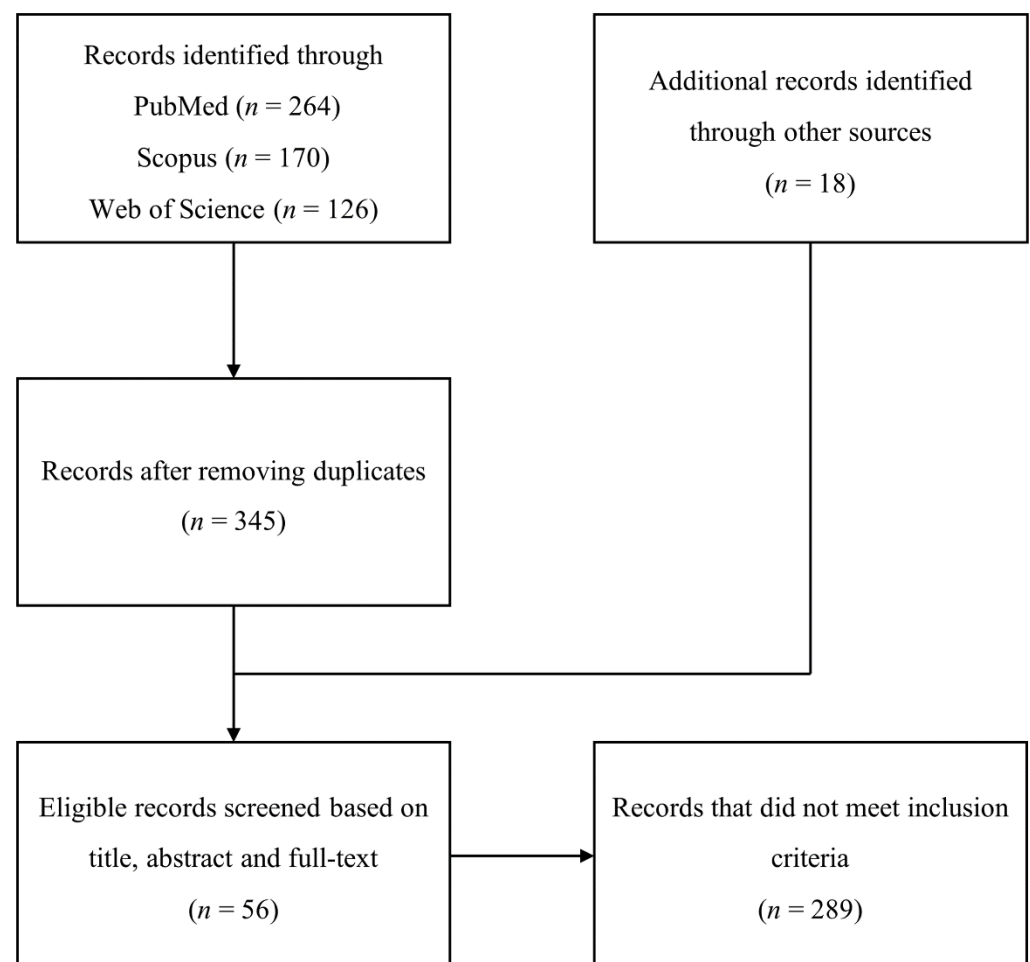 Records identified through
PubMed (n = 264)
Scopus (n = 170)
Web of Science (n = 126)
Additional records identified
through other sources
(n = 18)
Records after removing duplicates
(n = 345)
Eligible records screened based on
title, abstract and full-text
(n = 56)
Records that did not meet inclusion
criteria
(n = 289)